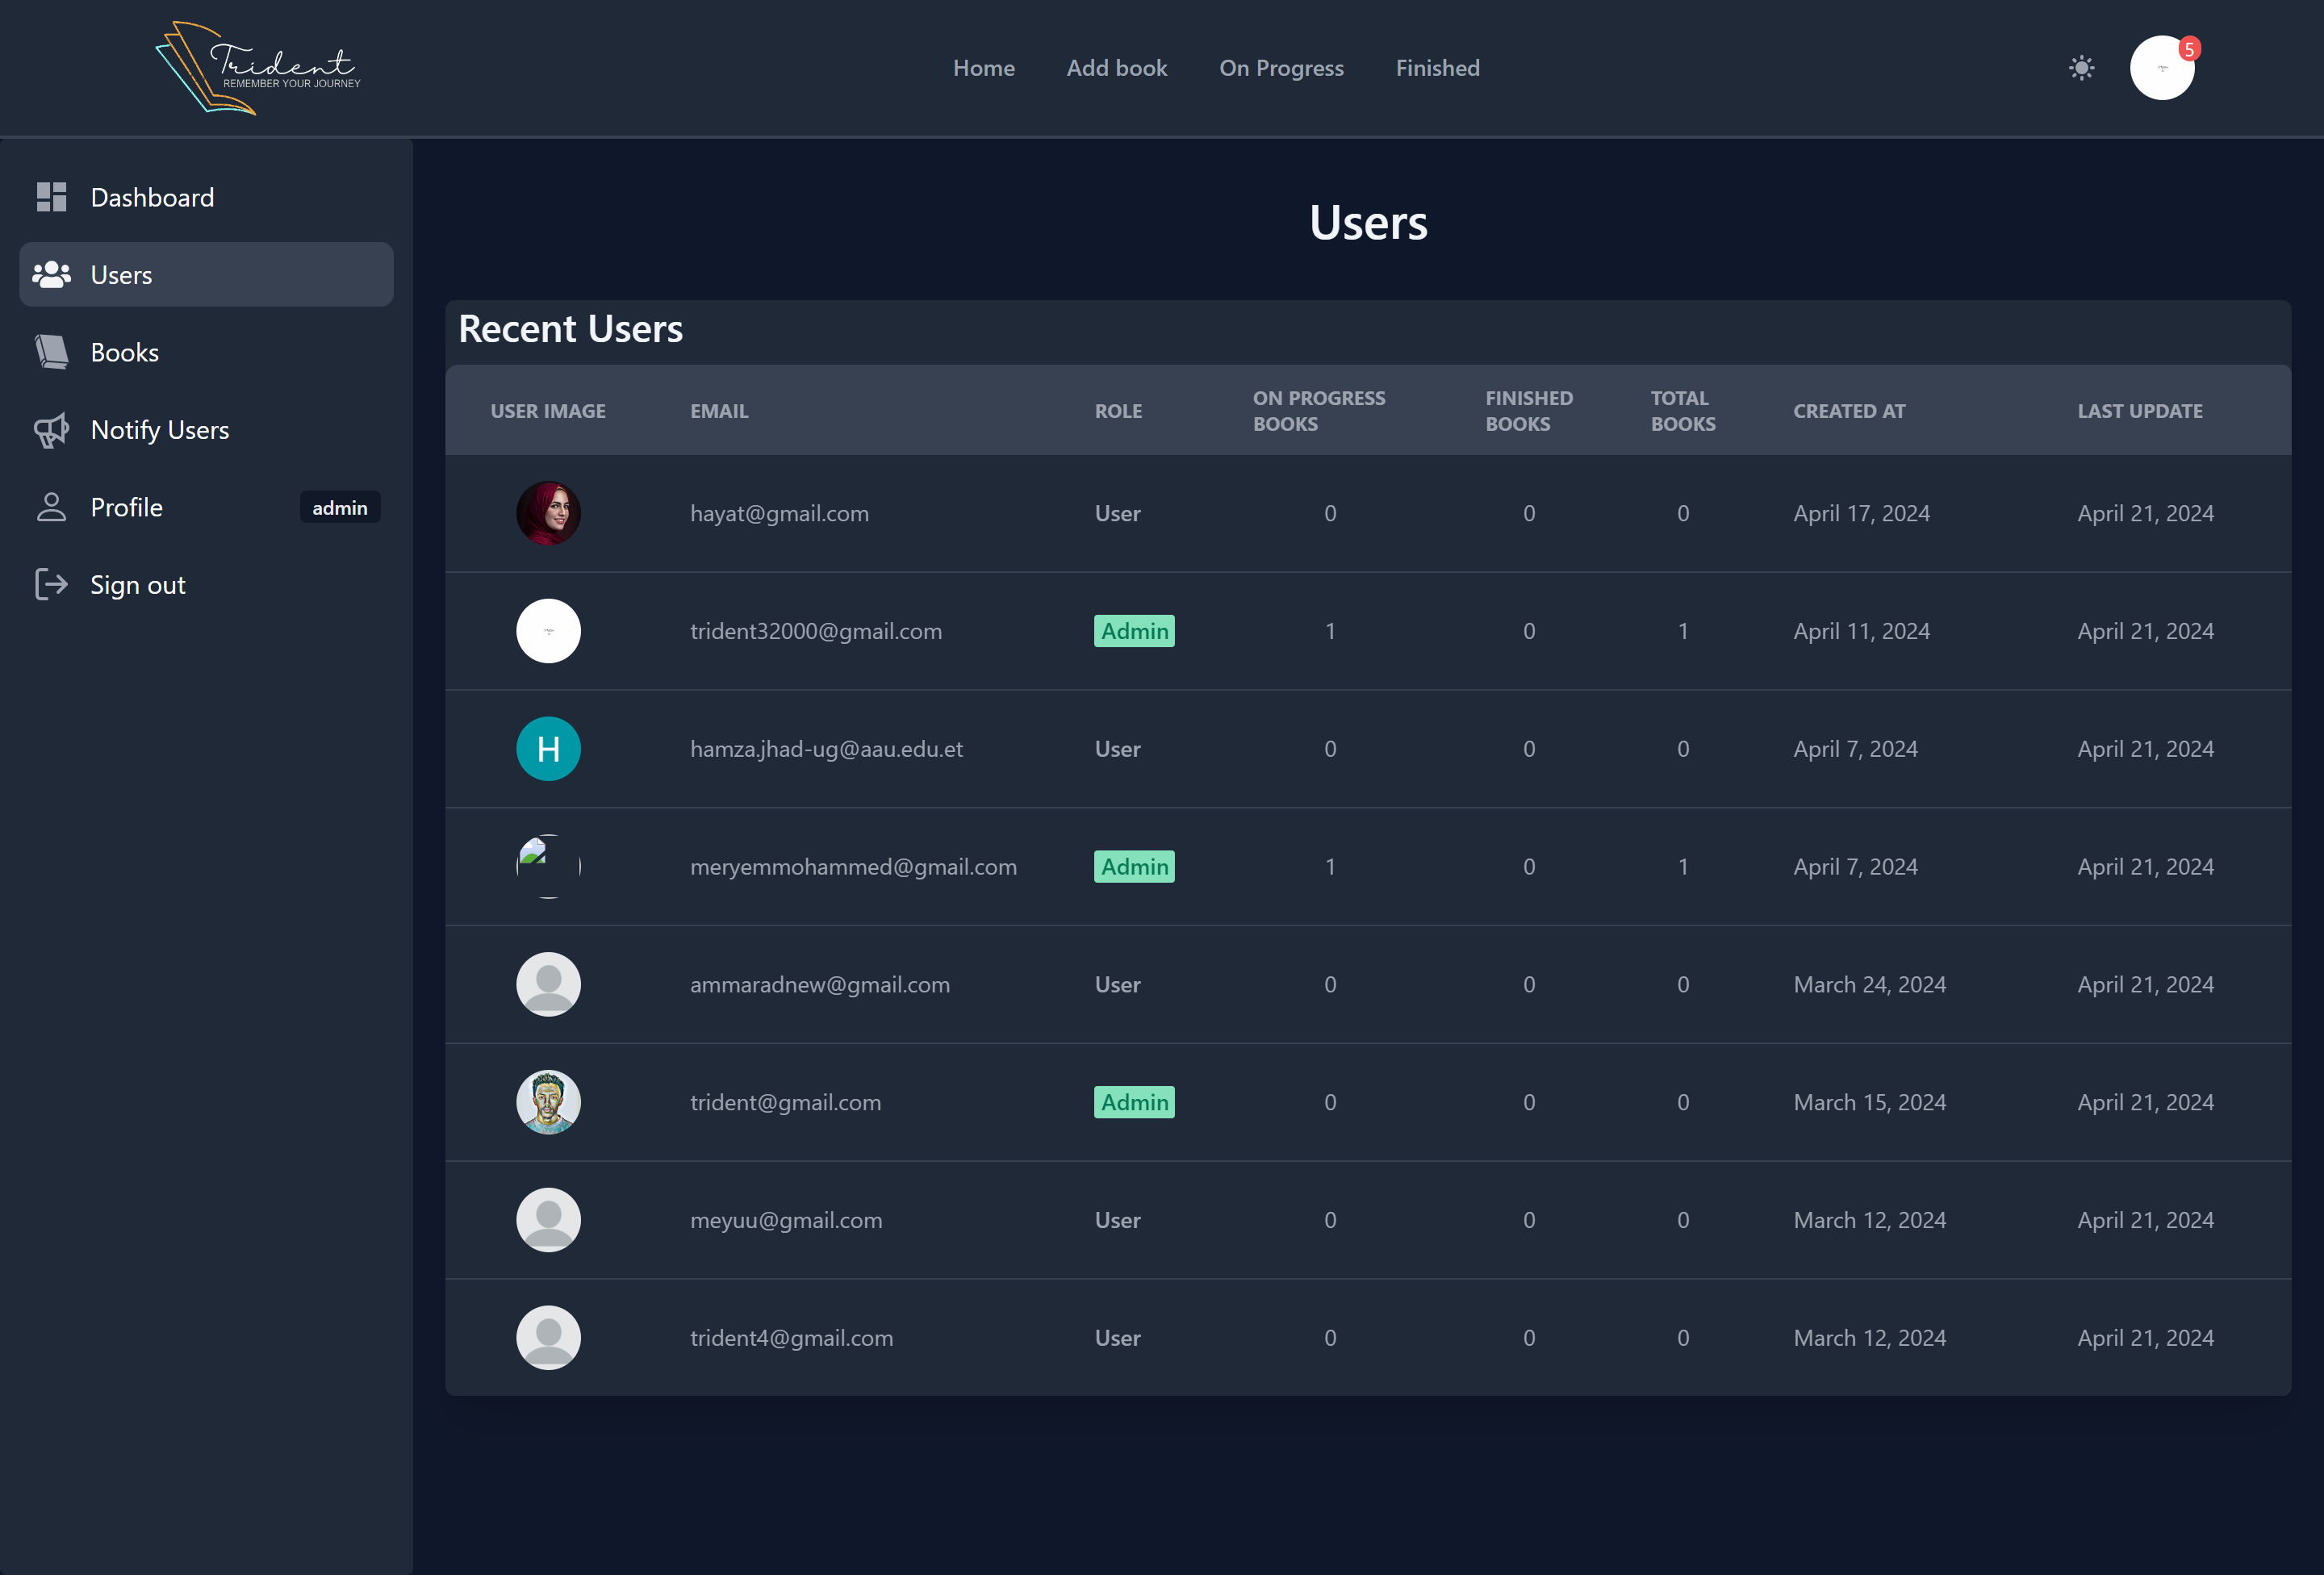 Trident
REMEMBER YOUR JOURNEY
Home Add book On Progress Finished
5
Dashboard
Users
Books
Notify Users
Profile admin
Sign out
Users
Recent Users
USER IMAGE EMAIL ROLE ON PROGRESS BOOKS FINISHED BOOKS TOTAL BOOKS CREATED AT LAST UPDATE
hayat@gmail.com User 0 0 0 April 17, 2024 April 21, 2024
trident32000@gmail.com Admin 1 0 1 April 11, 2024 April 21, 2024
H hamza.jhad-ug@aau.edu.et User 0 0 0 April 7, 2024 April 21, 2024
meryemmohammed@gmail.com Admin 1 0 1 April 7, 2024 April 21, 2024
ammaradnew@gmail.com User 0 0 0 March 24, 2024 April 21, 2024
trident@gmail.com Admin 0 0 0 March 15, 2024 April 21, 2024
meyuu@gmail.com User 0 0 0 March 12, 2024 April 21, 2024
trident4@gmail.com User 0 0 0 March 12, 2024 April 21, 2024